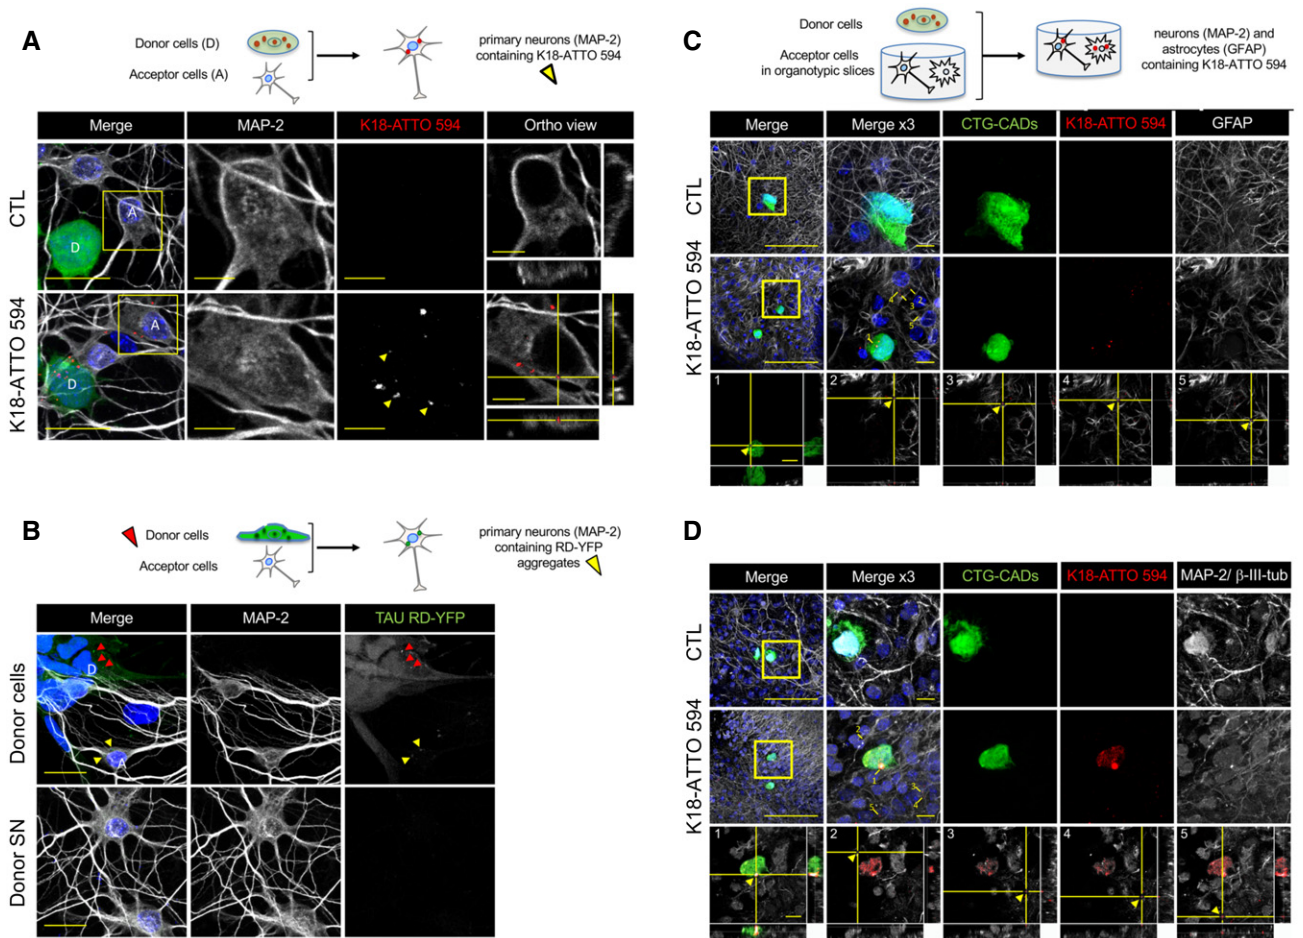 A
Donor cells (D)
Acceptor cells (A)
primary neurons (MAP-2)
containing K18-ATTO 594
Merge
MAP-2
K18-ATTO 594
Ortho view
CTL
A
D
K18-ATTO 594
A
D
B
Donor cells
Acceptor cells
primary neurons (MAP-2)
containing RD-YFP
aggregates
Merge
MAP-2
TAU RD-YFP
Donor cells
D
A
Donor SN
C
Donor cells
Acceptor cells
in organotypic slices
neurons (MAP-2) and
astrocytes (GFAP)
containing K18-ATTO 594
Merge
Merge x3
CTG-CADs
K18-ATTO 594
GFAP
CTL
K18-ATTO 594
1
2
3
4
5
D
Merge
Merge x3
CTG-CADs
K18-ATTO 594
MAP-2/ β-III-tub
CTL
K18-ATTO 594
1
2
3
4
5